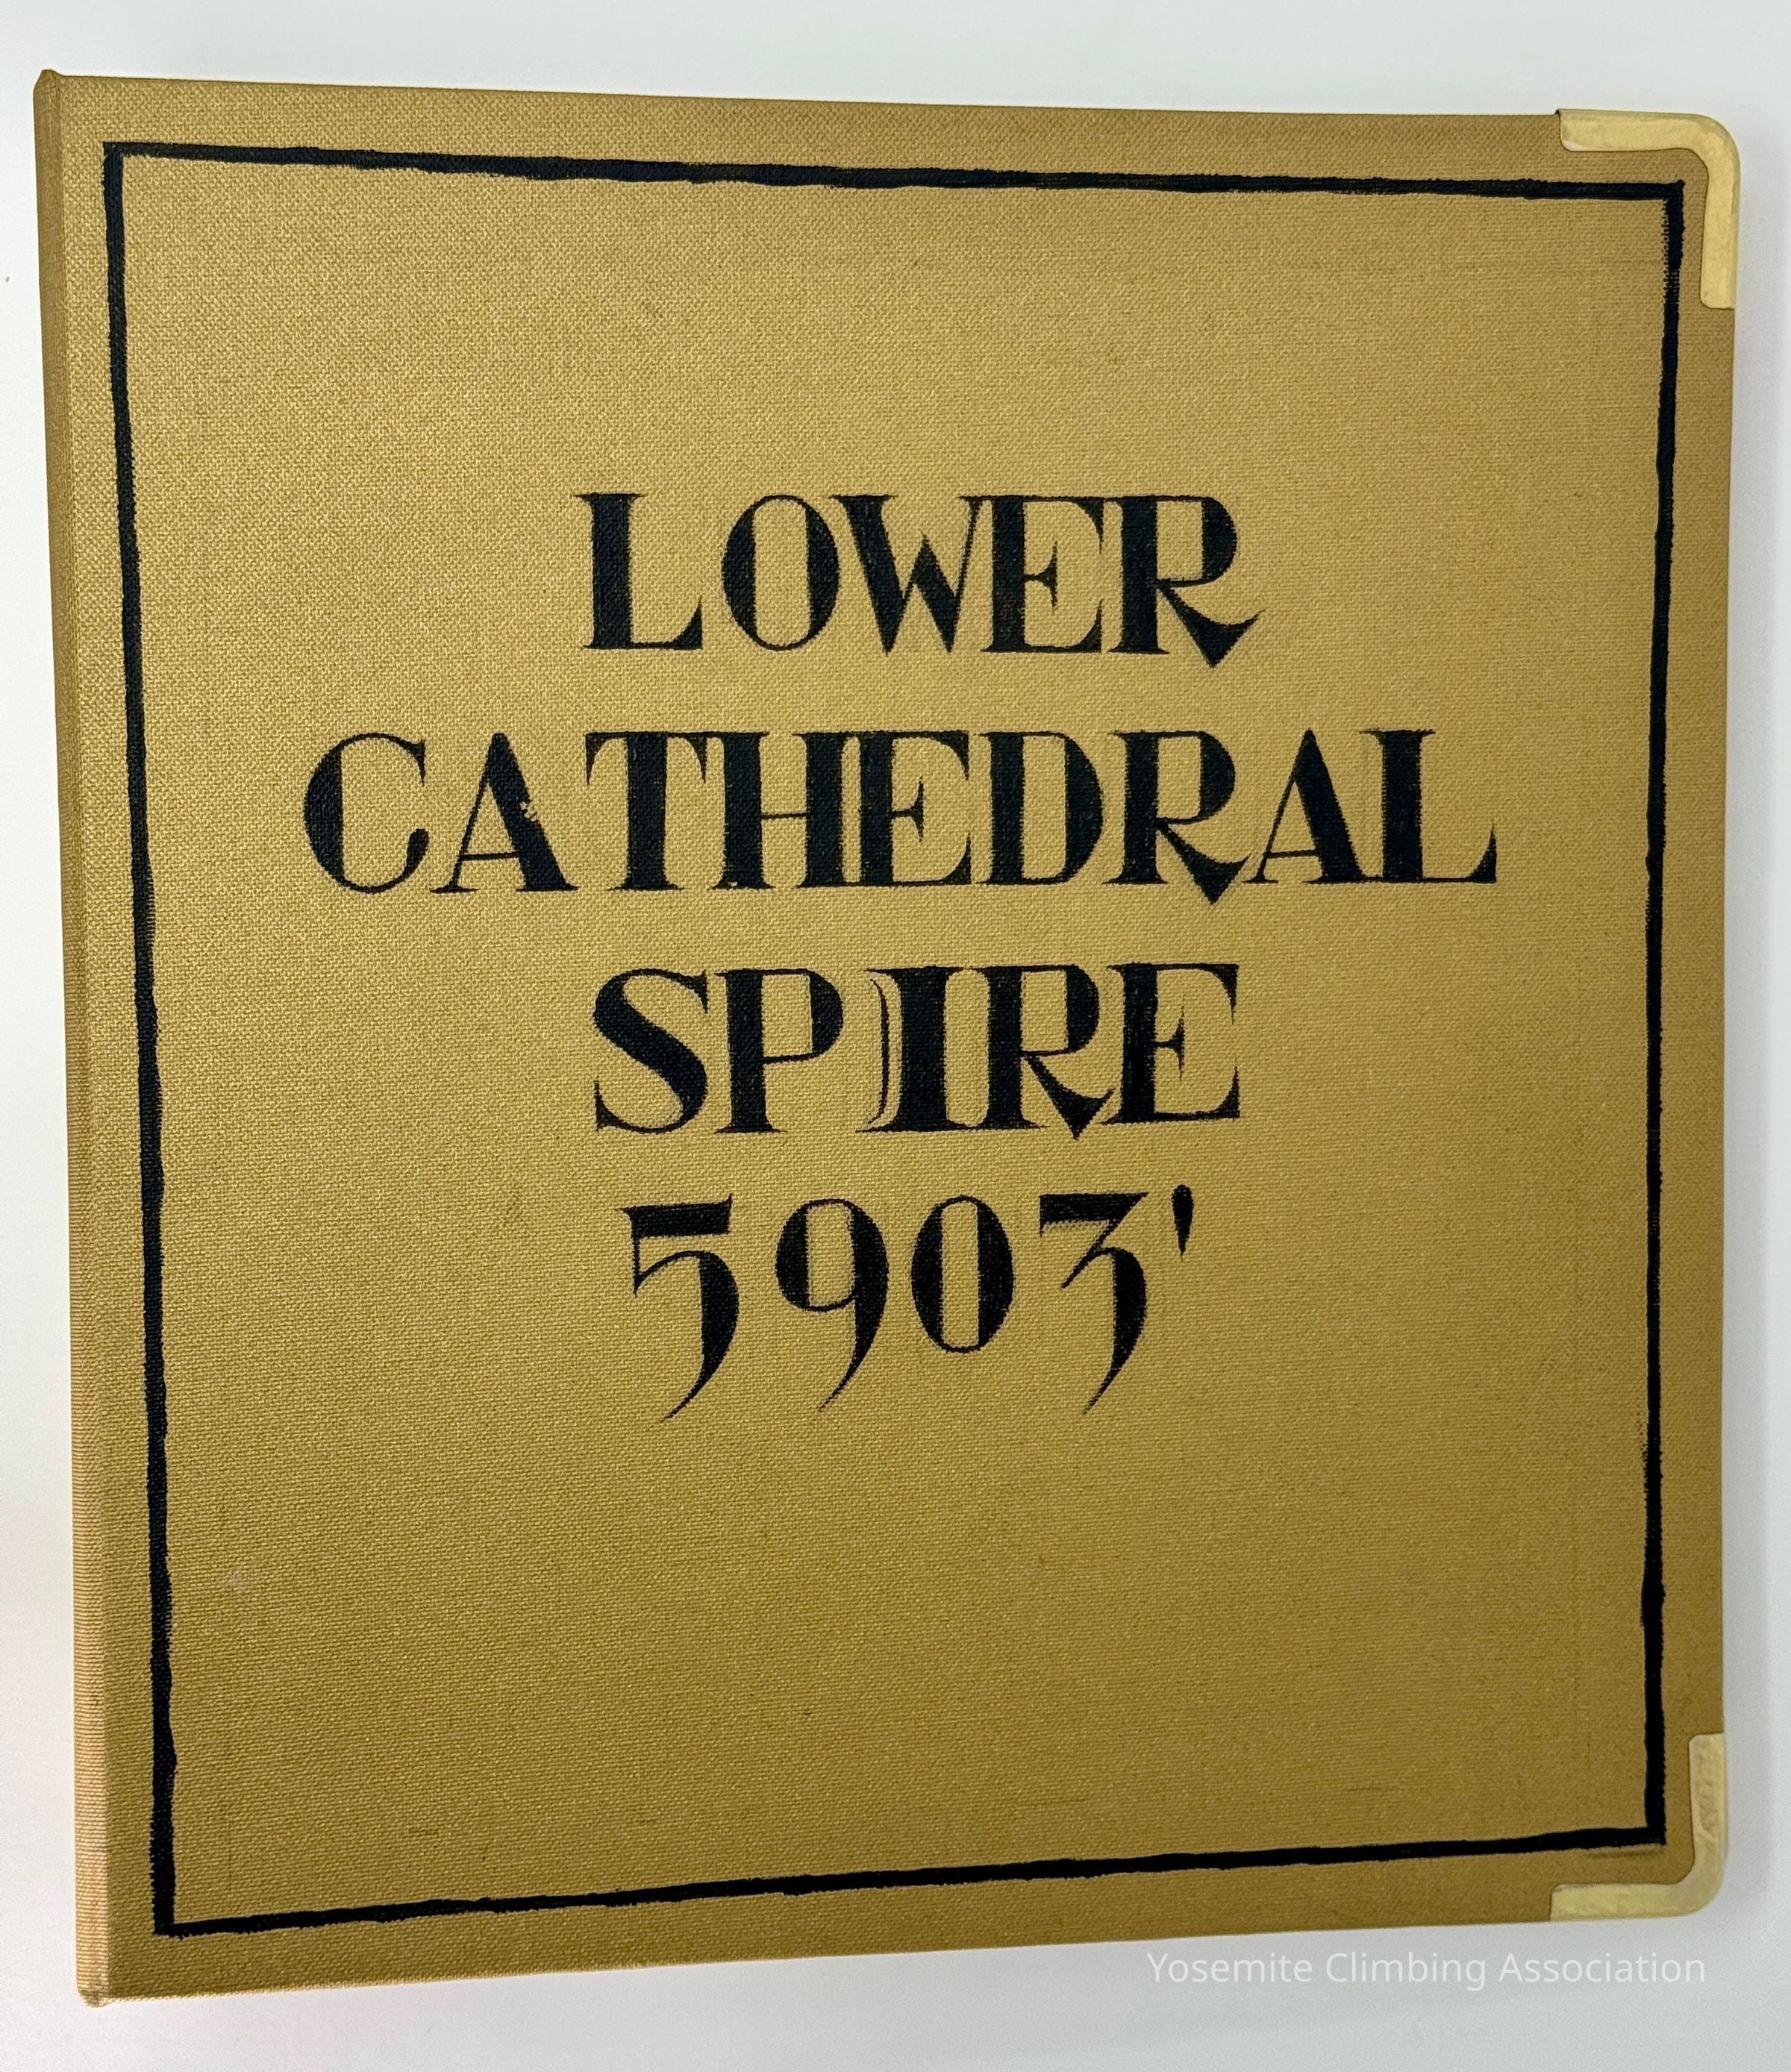 LOWER
CATHEDRAL
SPIRE
5903'
Yosemite Climbing Association